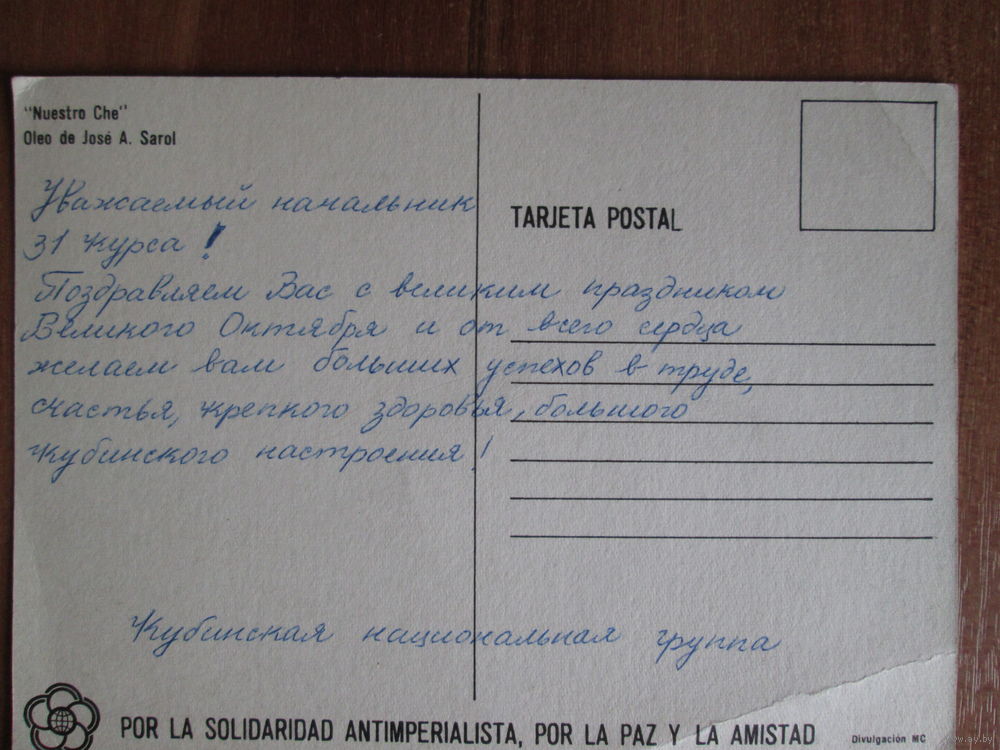 "Nuestro Che"
Oleo de José A. Sarol
Уважаемый начальник
31 курса!
TARJETA POSTAL
Поздравляем Вас с великим праздником
Великого Октября и от всего сердца
желаем вам больших успехов в труде,
счастья, крепкого здоровья, большого
кубинского настроения!
Кубинская национальная группа
POR LA SOLIDARIDAD ANTIMPERIALISTA, POR LA PAZ Y LA AMISTAD
Divulgación MC